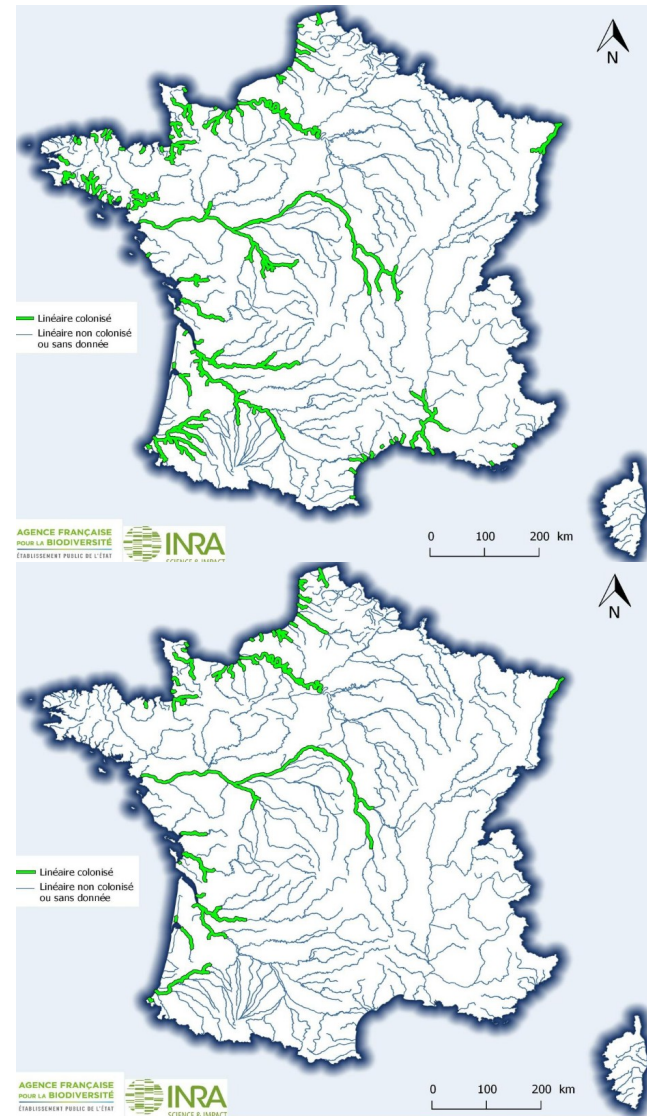 N
Linéaire colonisé
Linéaire non colonisé
ou sans donnée
AGENCE FRANÇAISE
POUR LA BIODIVERSITÉ
ÉTABLISSEMENT PUBLIC DE L'ÉTAT
INRA
SCIENCE & IMPACT
0 100 200 km
N
Linéaire colonisé
Linéaire non colonisé
ou sans donnée
AGENCE FRANÇAISE
POUR LA BIODIVERSITÉ
ÉTABLISSEMENT PUBLIC DE L'ÉTAT
INRA
SCIENCE & IMPACT
0 100 200 km